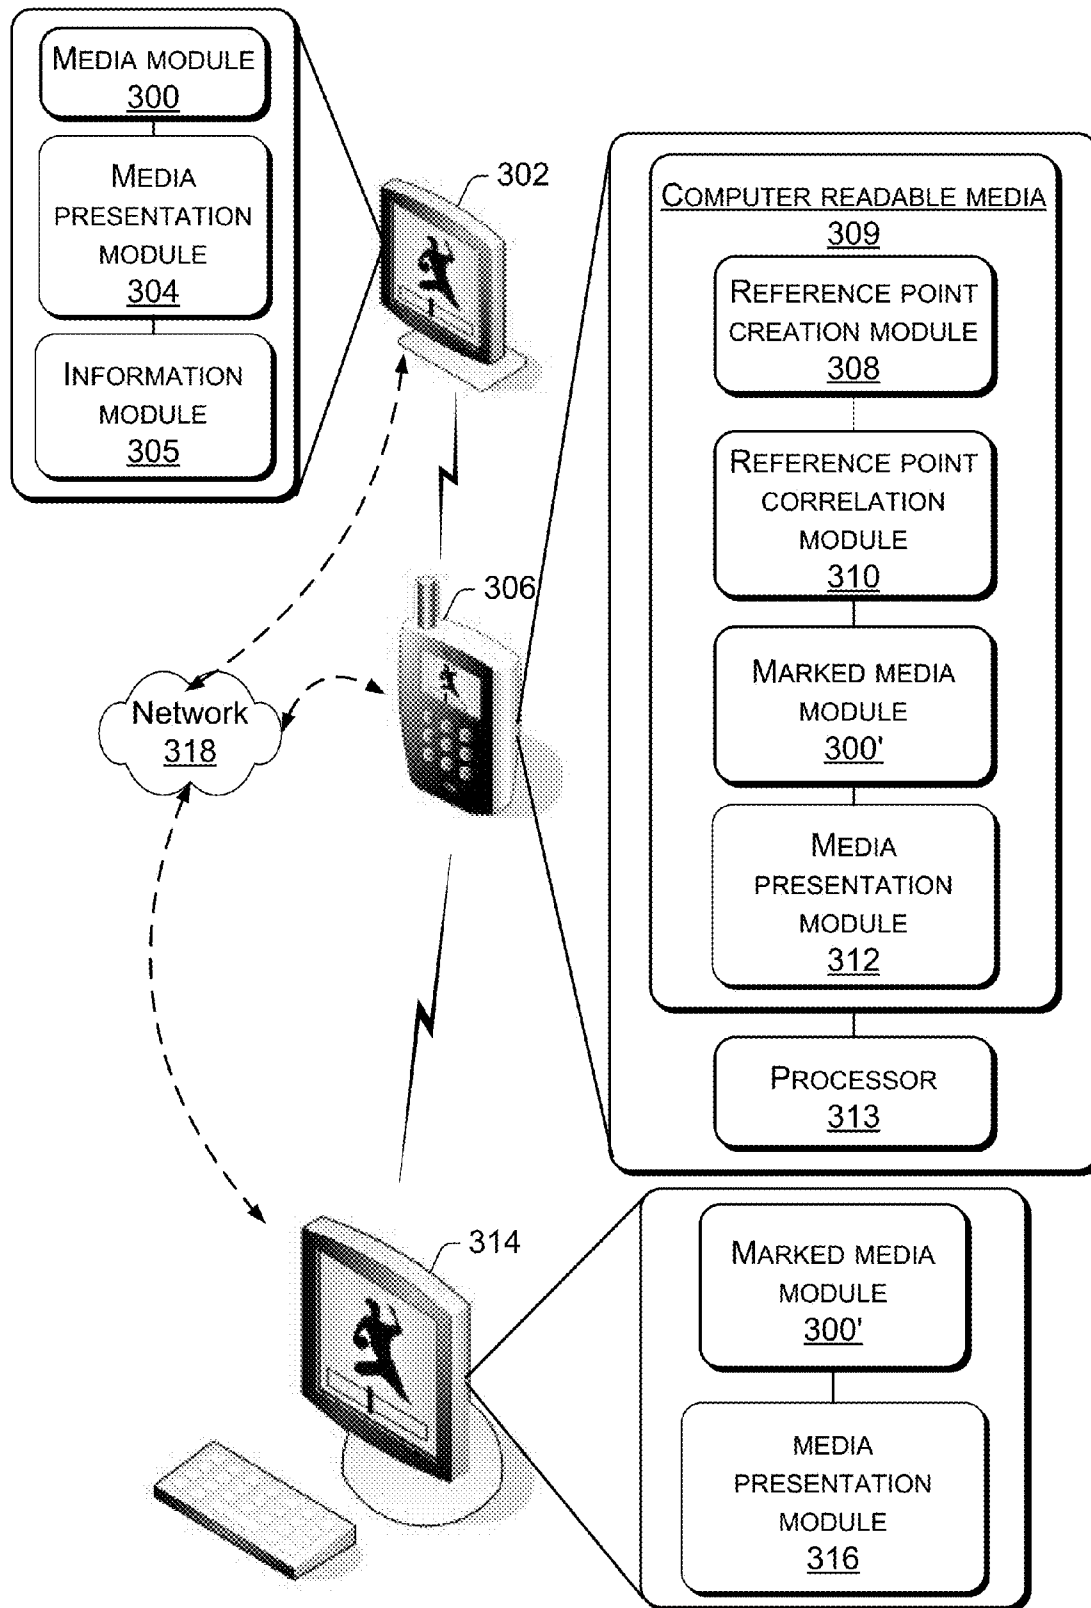 MEDIA MODULE
300
MEDIA
PRESENTATION
MODULE
304
INFORMATION
MODULE
305
302
COMPUTER READABLE MEDIA
309
REFERENCE POINT
CREATION MODULE
308
REFERENCE POINT
CORRELATION
MODULE
310
306
MARKED MEDIA
MODULE
300'
Network
318
MEDIA
PRESENTATION
MODULE
312
PROCESSOR
313
314
MARKED MEDIA
MODULE
300'
MEDIA
PRESENTATION
MODULE
316